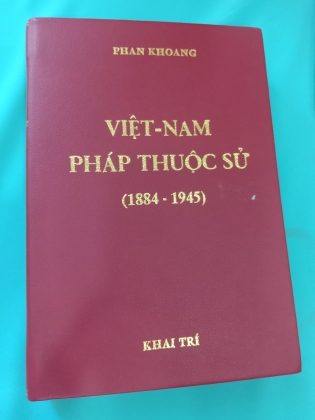 PHAN KHOANG
VIỆT-NAM
PHÁP THUỘC SỬ
(1884 - 1945)
KHAI TRÍ